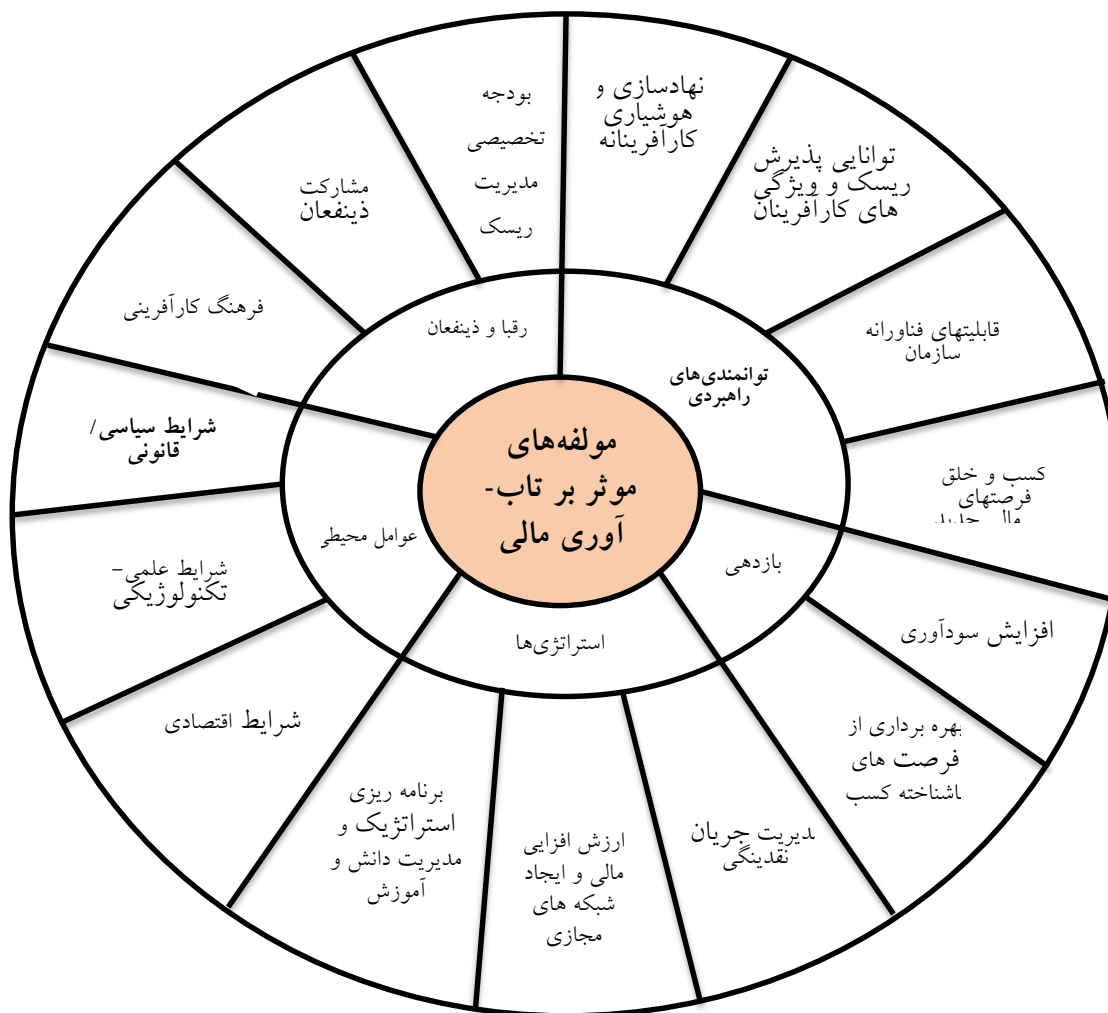 مولفه‌های
موثر بر تاب-
آوری مالی
توانمندی‌های
راهبردی
بازدهی
استراتژی‌ها
عوامل محیطی
رقبا و ذینفعان
نهادسازی و
هوشیاری
کارآفرینانه
توانایی پذیرش
ریسک و ویژگی
های کارآفرینان
قابلیتهای فناورانه
سازمان
کسب و خلق
فرصتهای
افزایش سودآوری
بهره برداری از
فرصت های
کسب
جریان
نقدینگی
ارزش افزایی
مالی و ایجاد
شبکه های
مجازی
برنامه ریزی
استراتژیک و
مدیریت دانش و
آموزش
شرایط اقتصادی
شرایط علمی–
تکنولوژیکی
شرایط سیاسی/
قانونی
فرهنگ کارآفرینی
مشارکت
ذینفعان
بودجه
تخصیصی
مدیریت
ریسک